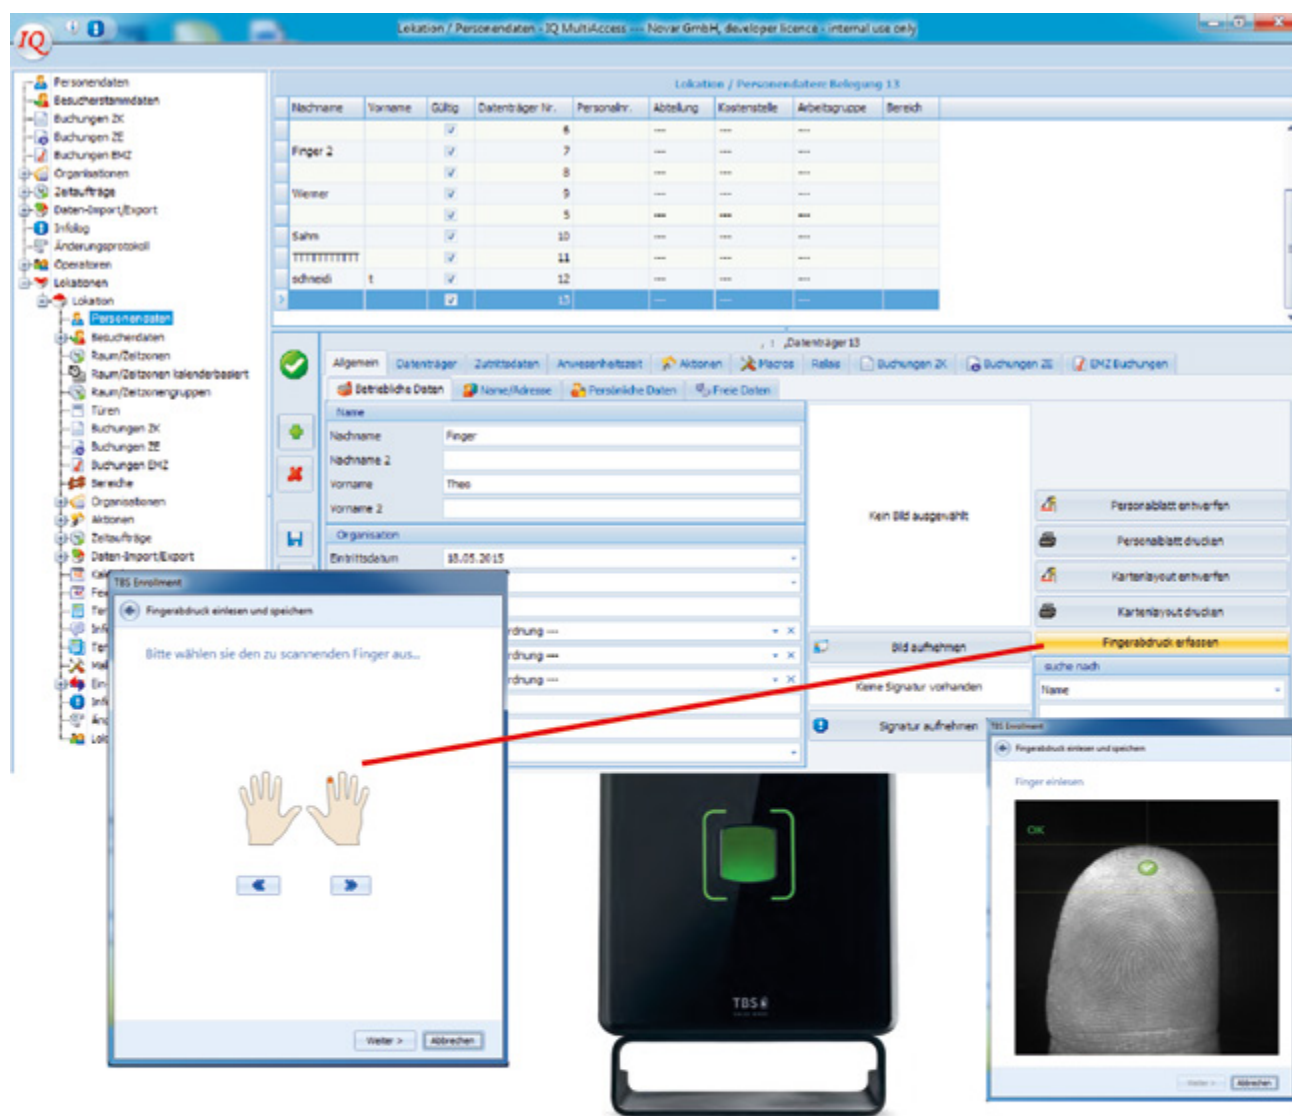 IQ
Lokation / Personendaten - IQ MultiAccess --- Novar GmbH, developer licence - internal use only
Personendaten
Besucherstammdaten
Buchungen ZK
Buchungen ZE
Buchungen EMZ
Organisationen
Zeitaufträge
Daten-Import/Export
Infolog
Änderungsprotokoll
Operatoren
Lokationen
Lokation
Personendaten
Besucherdaten
Raum/Zeitzonen
Raum/Zeitzonen kalenderbasiert
Raum/Zeitzonengruppen
Türen
Buchungen ZK
Buchungen ZE
Buchungen EMZ
Bereiche
Organisationen
Aktionen
Zeitaufträge
Daten-Import/Export
Lokation / Personendaten: Belegung 13
Nachname Vorname Gültig Datenträger Nr. Personalnr. Abteilung Kostenstelle Arbeitsgruppe Bereich
6 --- --- ---
Finger 2 7 --- --- ---
8 --- --- ---
Werner 9 --- --- ---
5 --- --- ---
Sahm 10 --- --- ---
11 --- --- ---
schneidi t 12 --- --- ---
13 --- --- ---
, : ,Datenträger 13
Allgemein Datenträger Zutrittsdaten Anwesenheitszeit Aktionen Macros Relais Buchungen ZK Buchungen ZE EMZ Buchungen
Betriebliche Daten Name/Adresse Persönliche Daten Freie Daten
Name
Nachname Finger
Nachname 2
Vorname Theo
Vorname 2
Organisation
Eintrittsdatum 18.05.2015
rdnung ---
rdnung ---
rdnung ---
Kein Bild ausgewählt
Bild aufnehmen
Keine Signatur vorhanden
Signatur aufnehmen
Personalblatt entwerfen
Personalblatt drucken
Kartenlayout entwerfen
Kartenlayout drucken
Fingerabdruck erfassen
suche nach
Name
TBS Enrollment
Fingerabdruck einlesen und speichern
Bitte wählen sie den zu scannenden Finger aus...
Weiter >
Abbrechen
TBS
TBS Enrollment
Fingerabdruck einlesen und speichern
Finger einlesen
OK
Weiter >
Abbrechen